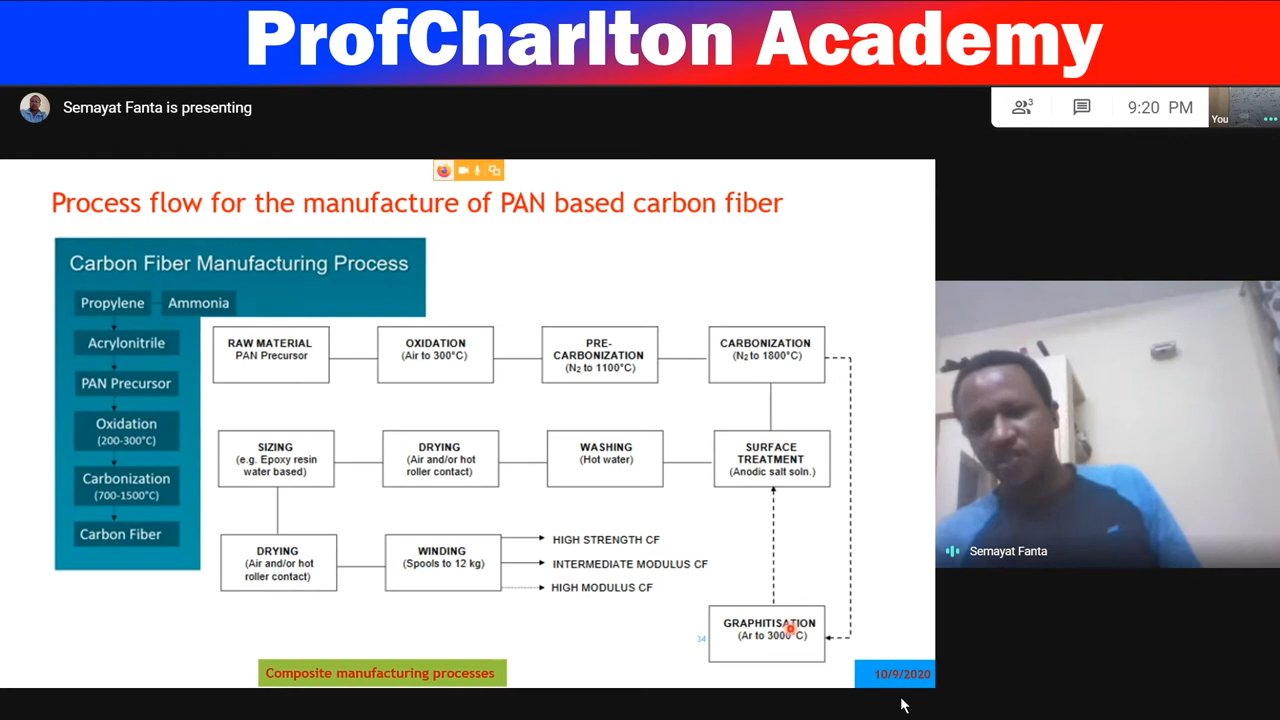 ProfCharlton Academy
Semayat Fanta is presenting
3
9:20 PM
You
Process flow for the manufacture of PAN based carbon fiber
Carbon Fiber Manufacturing Process
Propylene
Ammonia
Acrylonitrile
PAN Precursor
Oxidation
(200-300°C)
Carbonization
(700-1500°C)
Carbon Fiber
RAW MATERIAL
PAN Precursor
OXIDATION
(Air to 300°C)
PRE-
CARBONIZATION
(N₂ to 1100°C)
CARBONIZATION
(N₂ to 1800°C)
SIZING
(e.g. Epoxy resin
water based)
DRYING
(Air and/or hot
roller contact)
WASHING
(Hot water)
SURFACE
TREATMENT
(Anodic salt soln.)
DRYING
(Air and/or hot
roller contact)
WINDING
(Spools to 12 kg)
HIGH STRENGTH CF
INTERMEDIATE MODULUS CF
HIGH MODULUS CF
GRAPHITISATION
(Ar to 3000°C)
34
Composite manufacturing processes
10/9/2020
Semayat Fanta